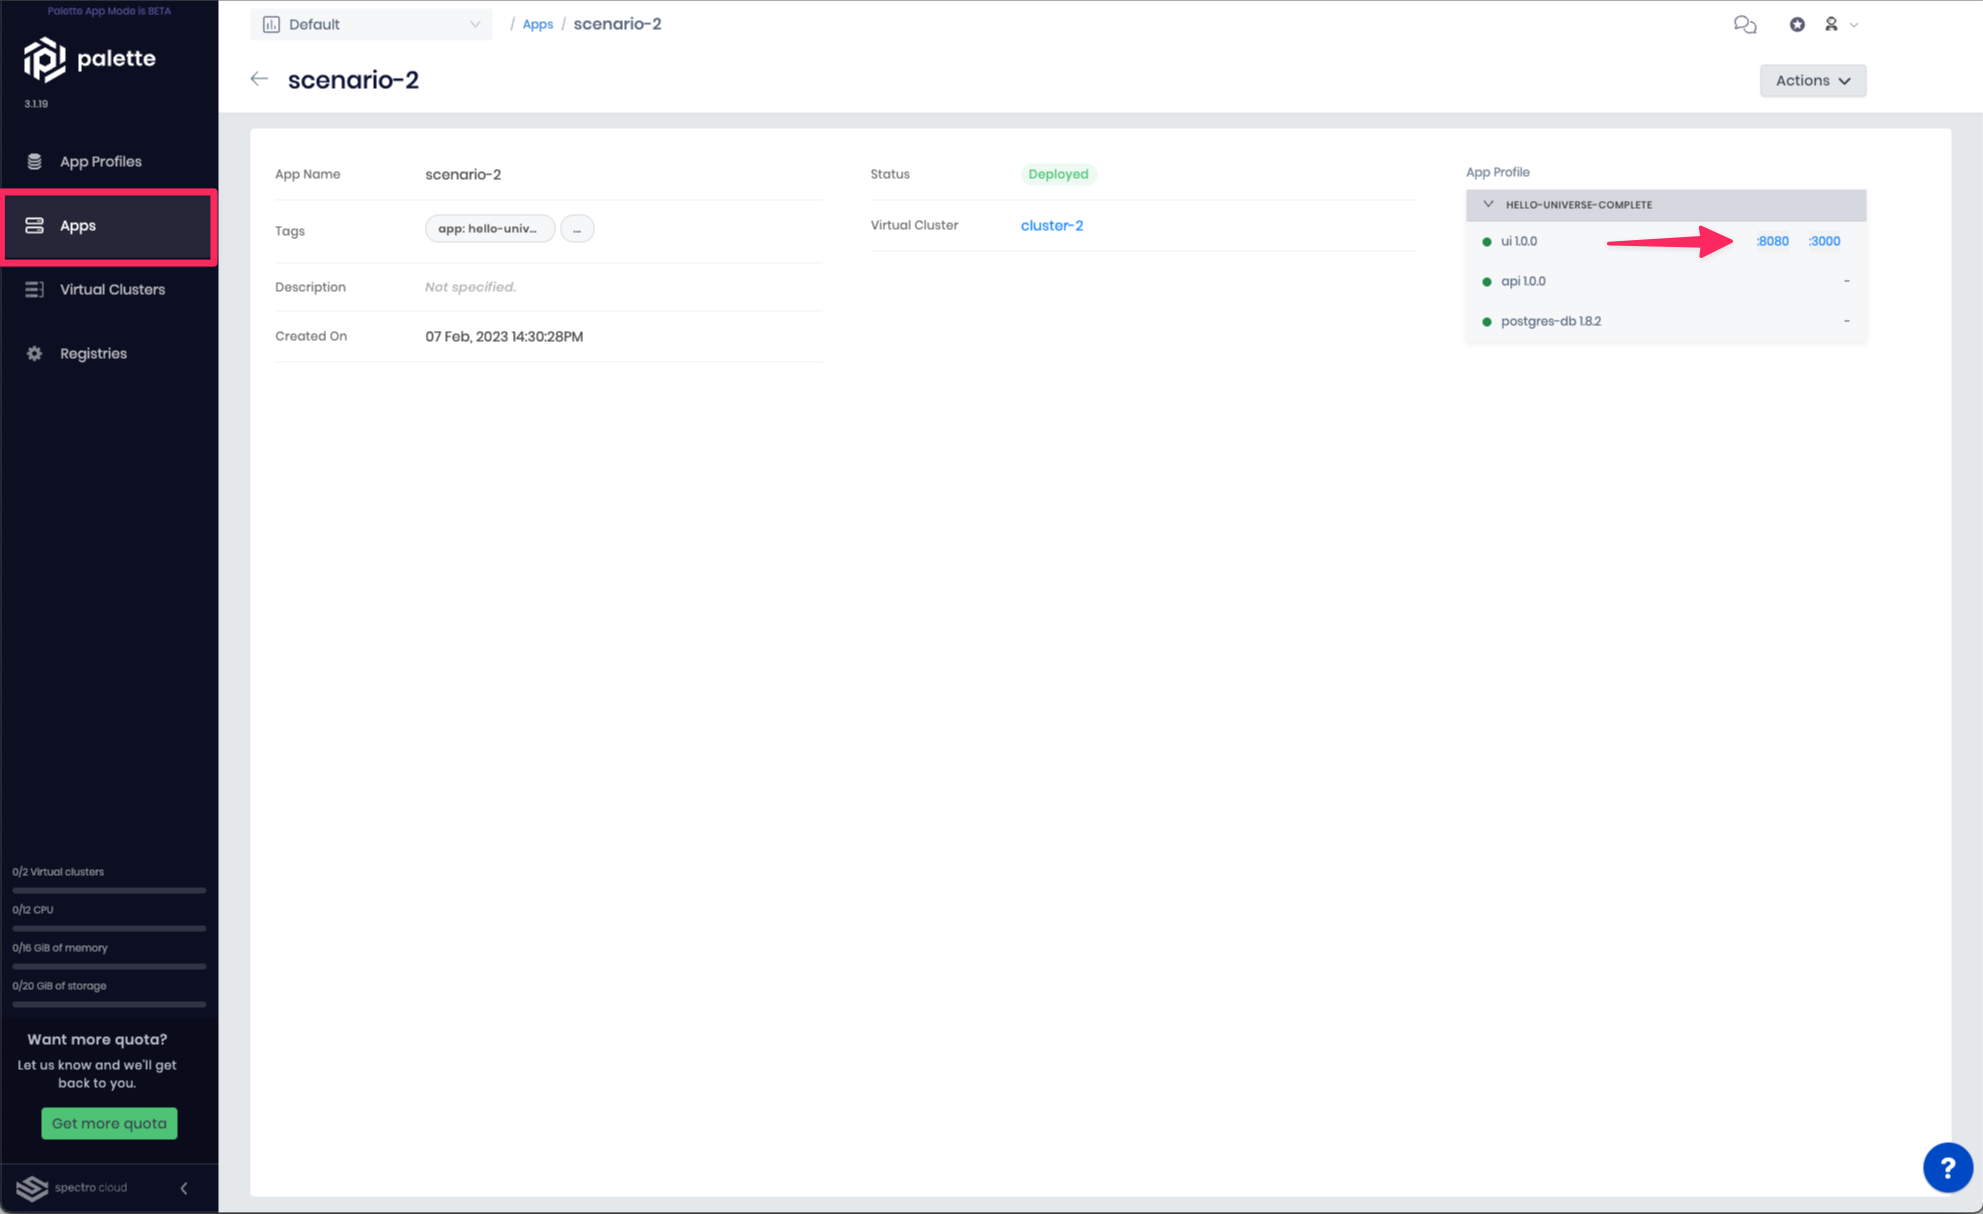 Palette App Mode is BETA
palette
3.1.19
App Profiles
Apps
Virtual Clusters
Registries
0/2 Virtual clusters
0/12 CPU
0/16 GiB of memory
0/20 GiB of storage
Want more quota?
Let us know and we'll get
back to you.
Get more quota
spectro cloud
Default / Apps / scenario-2
scenario-2
Actions
App Name scenario-2
Tags app: hello-univ... ...
Description Not specified.
Created On 07 Feb, 2023 14:30:28PM
Status Deployed
Virtual Cluster cluster-2
App Profile
HELLO-UNIVERSE-COMPLETE
ui 1.0.0 :8080 :3000
api 1.0.0 -
postgres-db 1.8.2 -
?